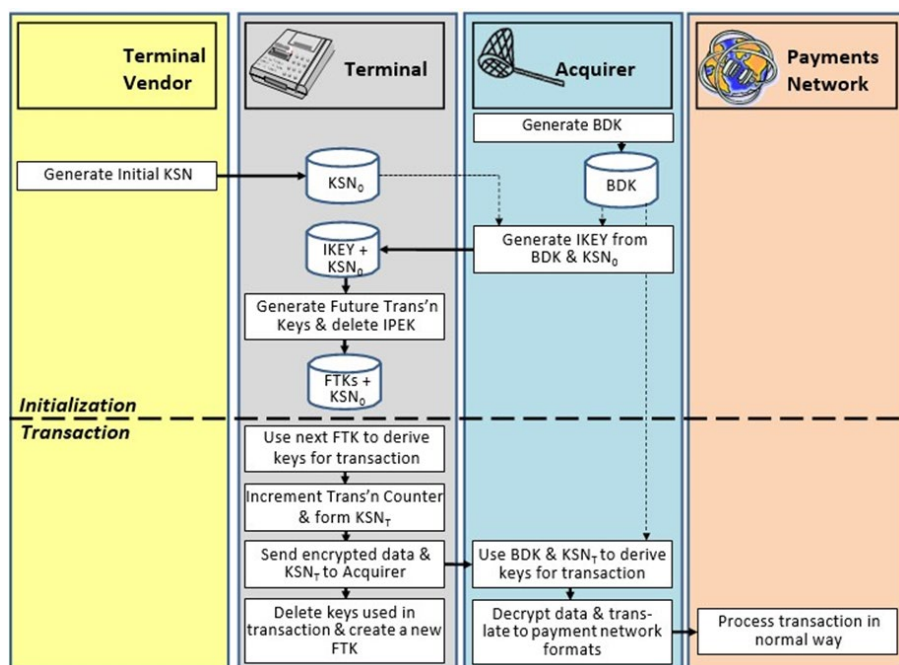 Terminal
Vendor
Terminal
Acquirer
Payments
Network
Generate BDK
Generate Initial KSN
KSN₀
BDK
IKEY +
KSN₀
Generate IKEY from
BDK & KSN₀
Generate Future Trans'n
Keys & delete IPEK
FTKs +
KSN₀
Initialization
Transaction
Use next FTK to derive
keys for transaction
Increment Trans'n Counter
& form KSN_T
Send encrypted data &
KSN_T to Acquirer
Use BDK & KSN_T to derive
keys for transaction
Delete keys used in
transaction & create a new
FTK
Decrypt data & trans-
late to payment network
formats
Process transaction in
normal way